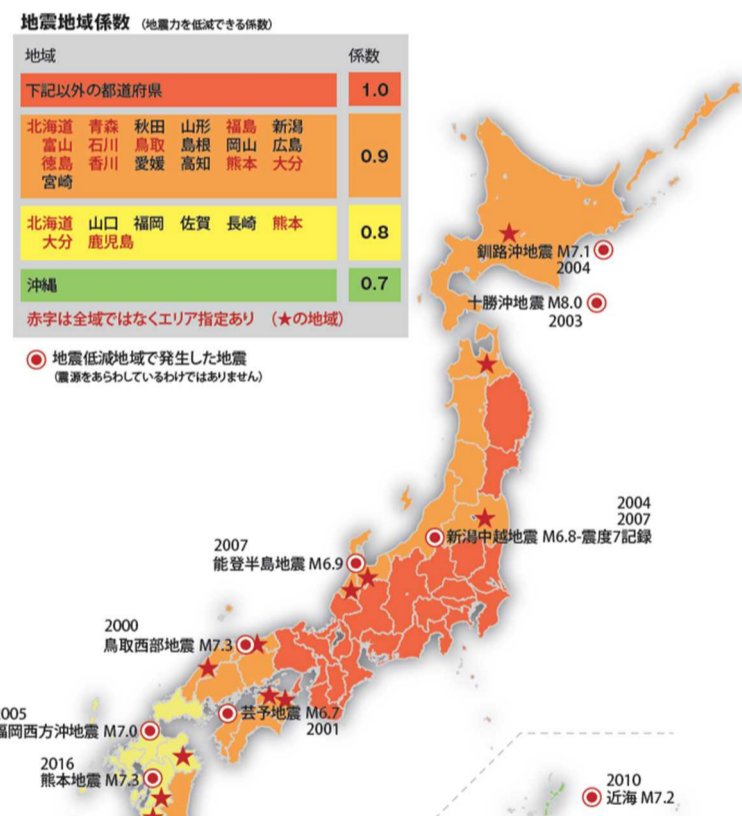 地震地域係数 (地震力を低減できる係数)
地域 係数
下記以外の都道府県 1.0
北海道 青森 秋田 山形 福島 新潟
富山 石川 鳥取 島根 岡山 広島
徳島 香川 愛媛 高知 熊本 大分
宮崎
0.9
北海道 山口 福岡 佐賀 長崎 熊本
大分 鹿児島
0.8
沖縄 0.7
赤字は全域ではなくエリア指定あり (★の地域)
地震低減地域で発生した地震
(震源をあらわしているわけではありません)
釧路沖地震 M7.1
2004
十勝沖地震 M8.0
2003
2004
2007
新潟中越地震 M6.8-震度7記録
2007
能登半島地震 M6.9
2000
鳥取西部地震 M7.3
芸予地震 M6.7
2001
2005
福岡西方沖地震 M7.0
2016
熊本地震 M7.3
2010
近海 M7.2